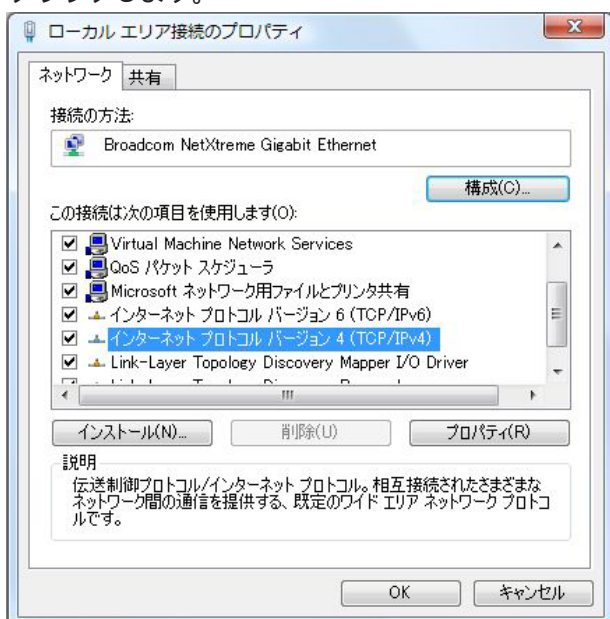 クリックします。
ローカル エリア接続のプロパティ
ネットワーク 共有
接続の方法:
Broadcom NetXtreme Gigabit Ethernet
構成(C)...
この接続は次の項目を使用します(O):
Virtual Machine Network Services
QoS パケット スケジューラ
Microsoft ネットワーク用ファイルとプリンタ共有
インターネット プロトコル バージョン 6 (TCP/IPv6)
インターネット プロトコル バージョン 4 (TCP/IPv4)
Link-Layer Topology Discovery Mapper I/O Driver
インストール(N)... 削除(U) プロパティ(R)
説明
伝送制御プロトコル/インターネット プロトコル。相互接続されたさまざまな
ネットワーク間の通信を提供する、既定のワイド エリア ネットワーク プロトコ
ルです。
OK キャンセル